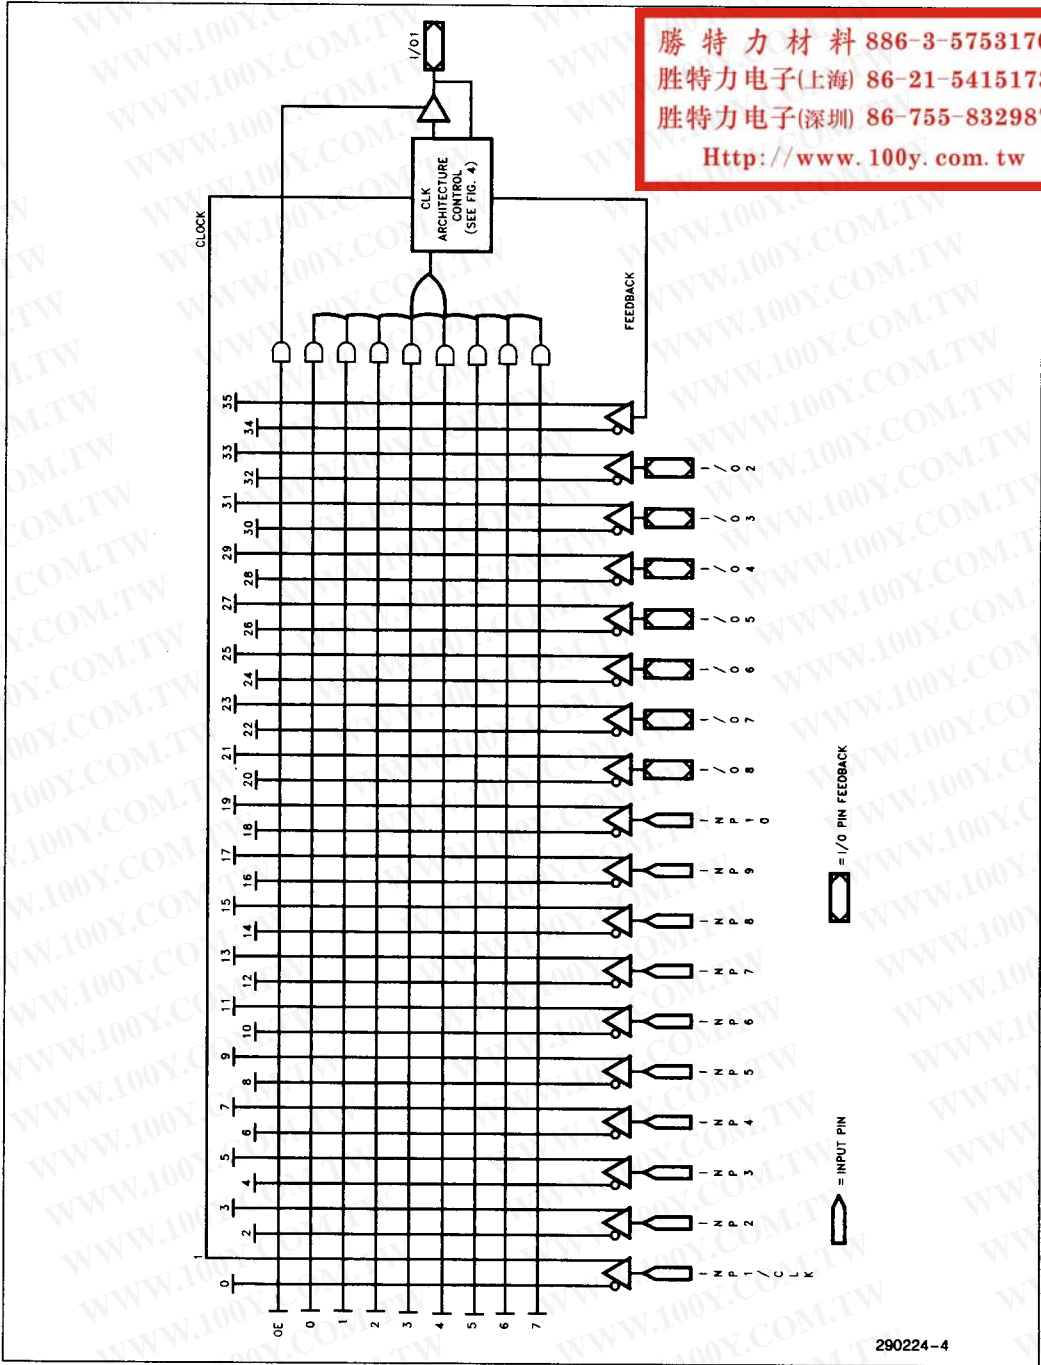 勝特力材料 886-3-575317
胜特力电子(上海) 86-21-541517
胜特力电子(深圳) 86-755-83298
Http://www.100y.com.tw
I/O1
CLOCK
CLK
ARCHITECTURE
CONTROL
(SEE FIG. 4)
FEEDBACK
35
34
33
32
31
30
29
28
27
26
25
24
23
22
21
20
19
18
17
16
15
14
13
12
11
10
9
8
7
6
5
4
3
2
1
0
I/O2
I/O3
I/O4
I/O5
I/O6
I/O7
I/O8
INP10
INP9
INP8
INP7
INP6
INP5
INP4
INP3
INP2
INP1/CLK
OE
0
1
2
3
4
5
6
7
=I/O PIN FEEDBACK
=INPUT PIN
290224-4
WWW.100Y.COM.TW